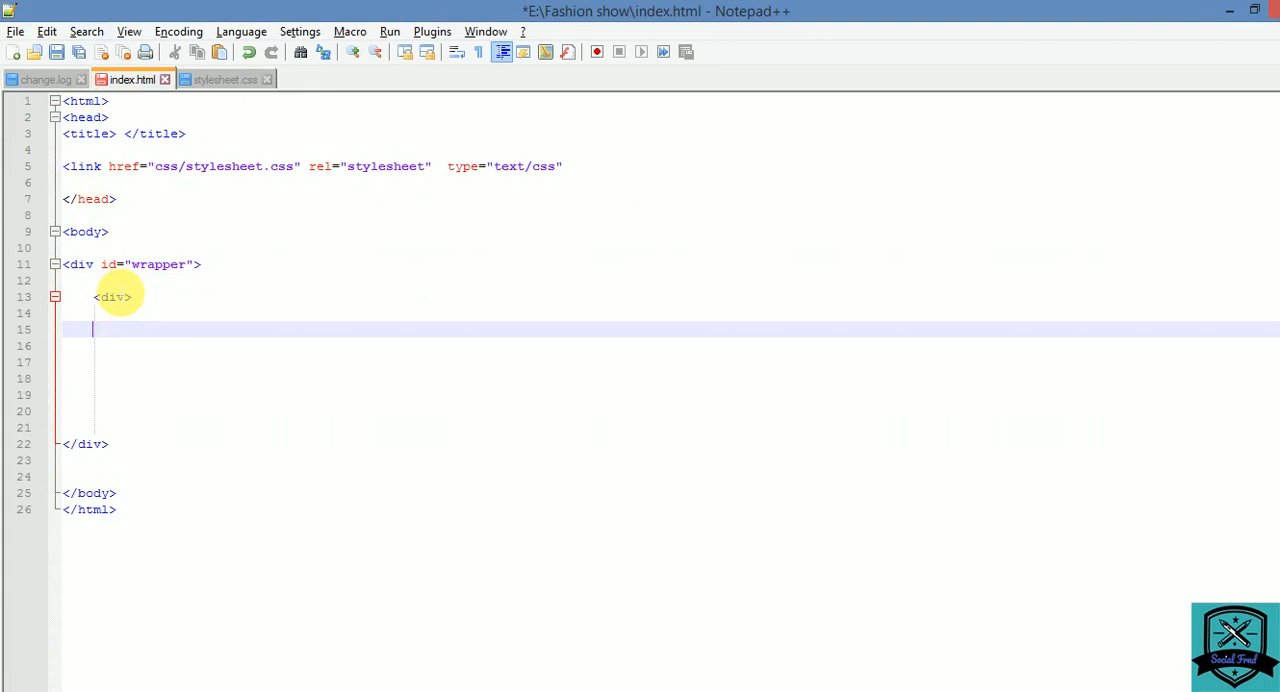 *E:\Fashion show\index.html - Notepad++
File Edit Search View Encoding Language Settings Macro Run Plugins Window ?
change.log index.html stylesheet.css
1 <html>
2 <head>
3 <title> </title>
4
5 <link href="css/stylesheet.css" rel="stylesheet" type="text/css"
6
7 </head>
8
9 <body>
10
11 <div id="wrapper">
12
13 <div>
14
15
16
17
18
19
20
21
22 </div>
23
24
25 </body>
26 </html>
Social Frnd